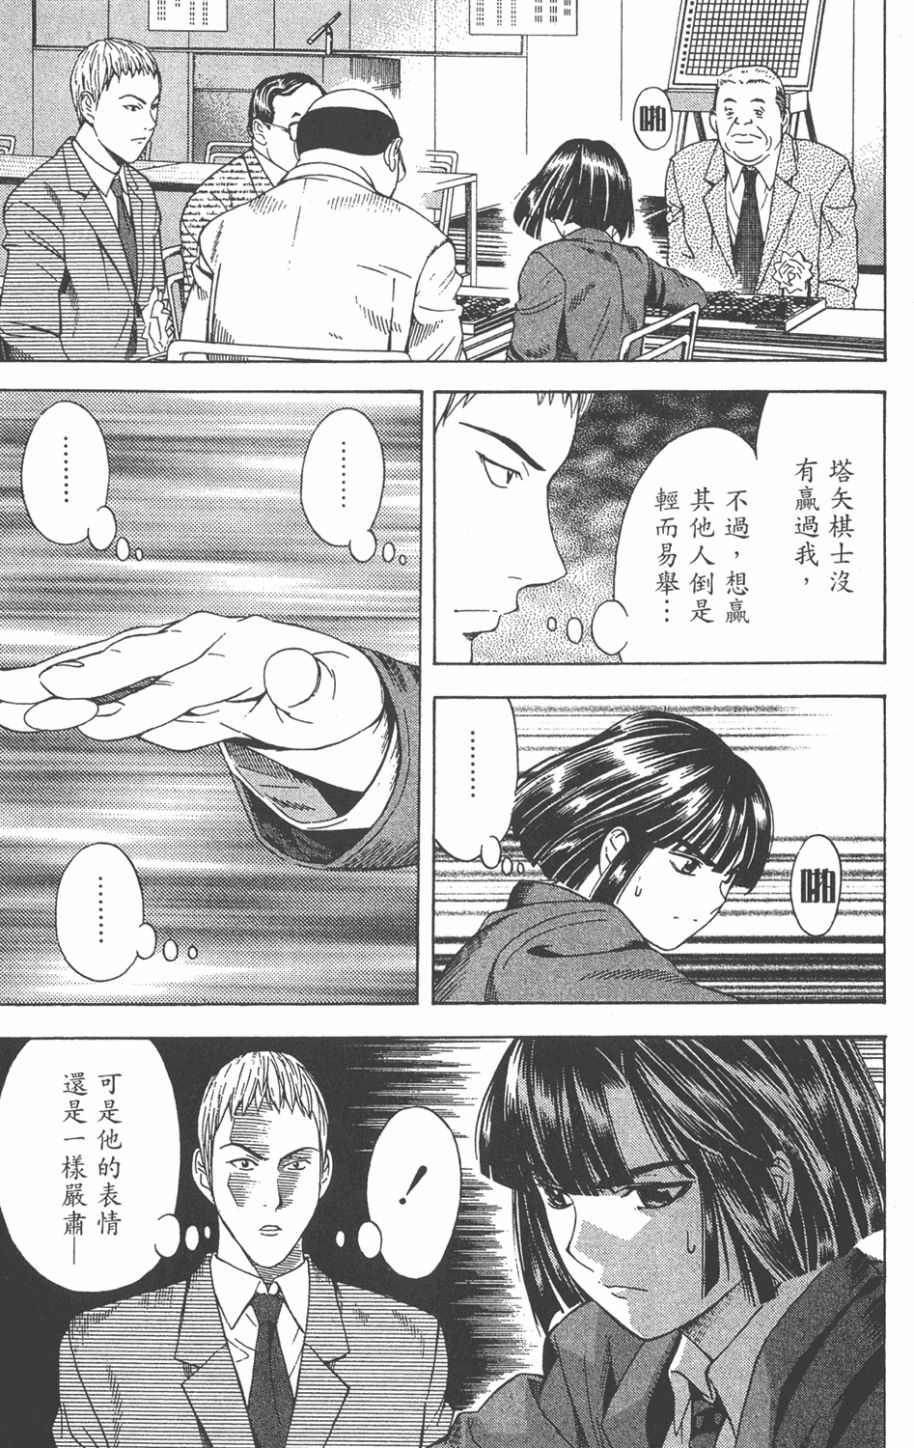 啪
塔矢棋士沒
有贏過我，
不過，想贏
其他人倒是
輕而易舉…
啪
………
………
………
………
！
可是他的表情
還是一樣嚴肅—